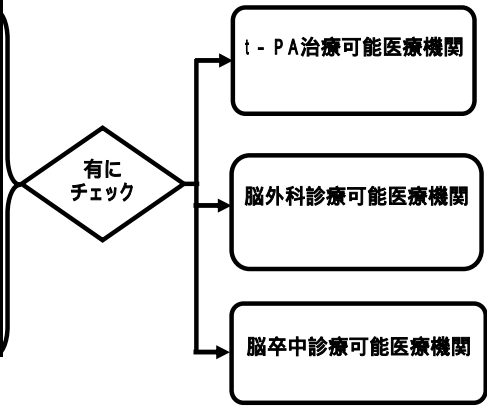 t－PA治療可能医療機関
有に
チェック
脳外科診療可能医療機関
脳卒中診療可能医療機関